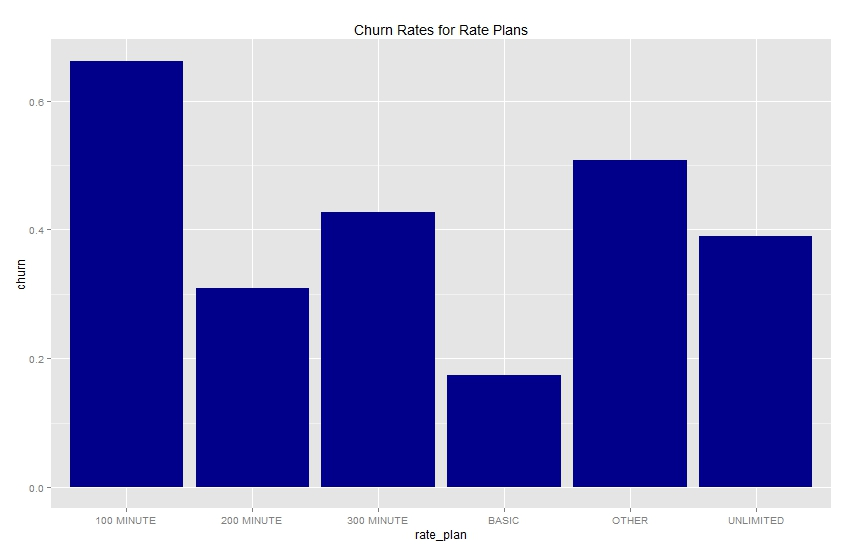 Churn Rates for Rate Plans
0.6
0.4
churn
0.2
0.0
100 MINUTE 200 MINUTE 300 MINUTE BASIC OTHER UNLIMITED
rate_plan